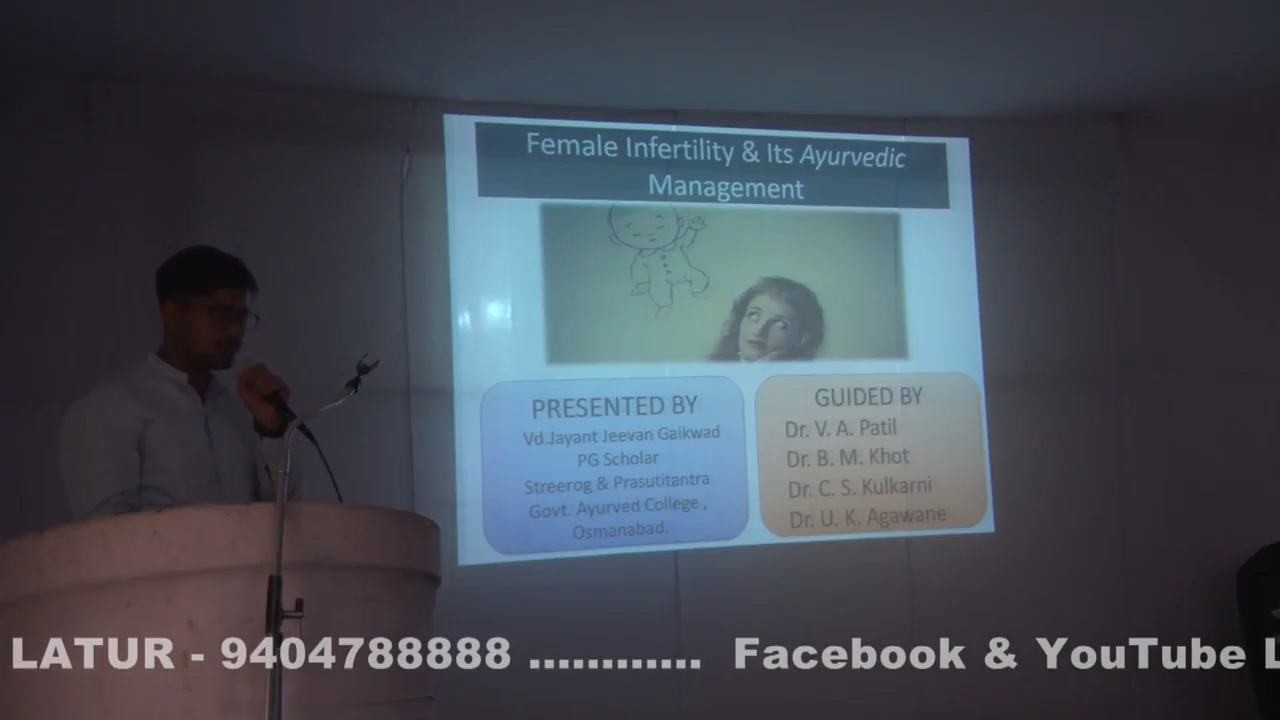 Female Infertility & Its Ayurvedic
Management
PRESENTED BY
Vd.Jayant Jeevan Gaikwad
PG Scholar
Streerog & Prasutitantra
Govt. Ayurved College ,
Osmanabad.
GUIDED BY
Dr. V. A. Patil
Dr. B. M. Khot
Dr. C. S. Kulkarni
Dr. U. K. Agawane
LATUR - 9404788888 ............ Facebook & YouTube L